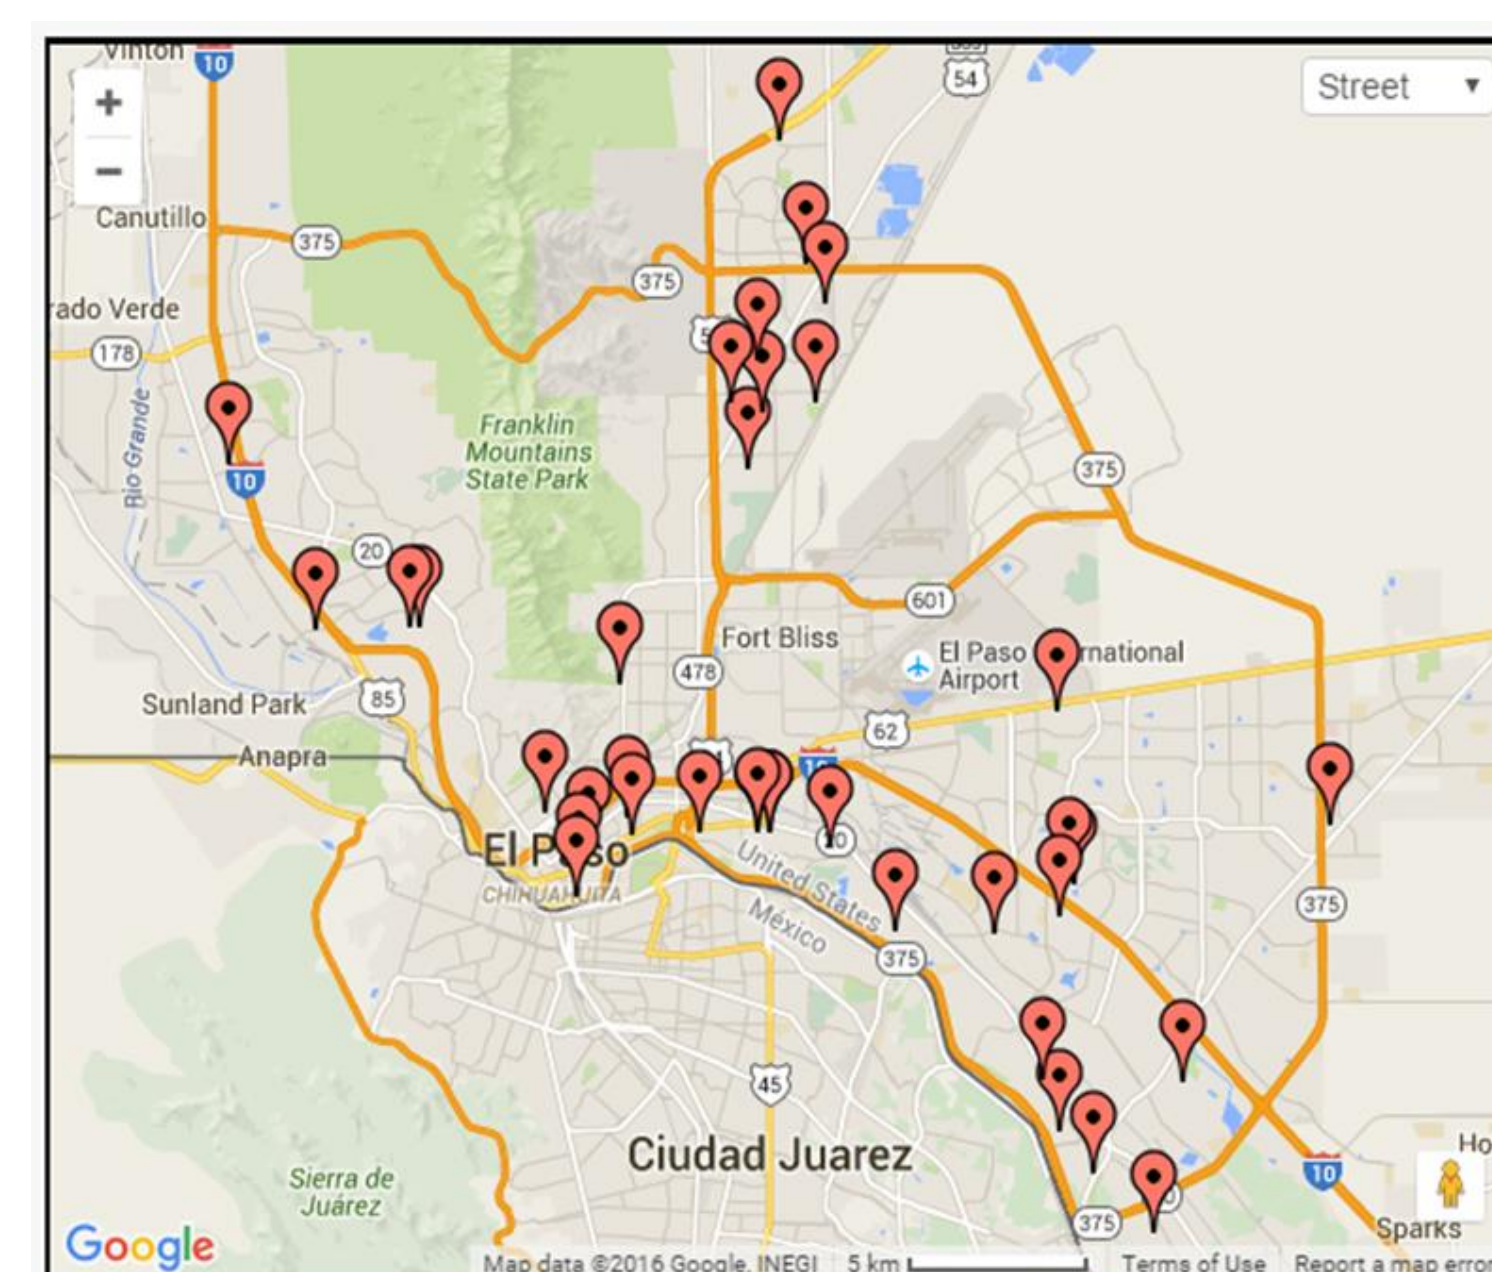 Vinton
10
54
Street
+
−
Canutillo
375
375
rado Verde
178
Rio Grande
Franklin
Mountains
State Park
10
375
20
601
Fort Bliss
El Paso
rnational
Airport
478
Sunland Park
85
62
Anapra
10
El P so
CHIHUAHUITA
United States
México
375
375
45
Ciudad Juarez
Sierra de
Juárez
Ho
10
375
Sparks
Google
Map data ©2016 Google, INEGI
5 km
Terms of Use
Report a map error